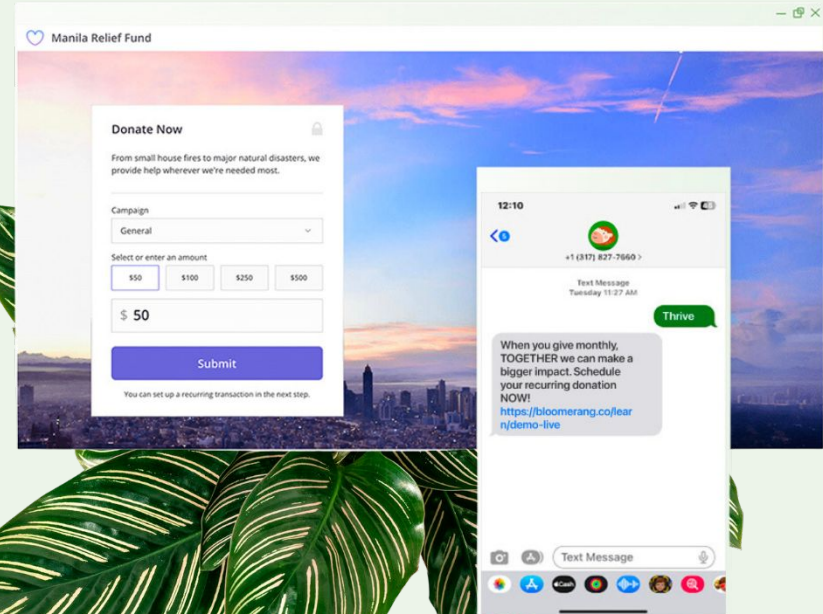 Manila Relief Fund
Donate Now
From small house fires to major natural disasters, we
provide help wherever we're needed most.
Campaign
General
Select or enter an amount
$50 $100 $250 $500
$ 50
Submit
You can set up a recurring transaction in the next step.
12:10
+1 (317) 827-7660 >
Text Message
Tuesday 11:27 AM
Thrive
When you give monthly,
TOGETHER we can make a
bigger impact. Schedule
your recurring donation
NOW!
https://bloomerang.co/lear
n/demo-live
Text Message
Cash